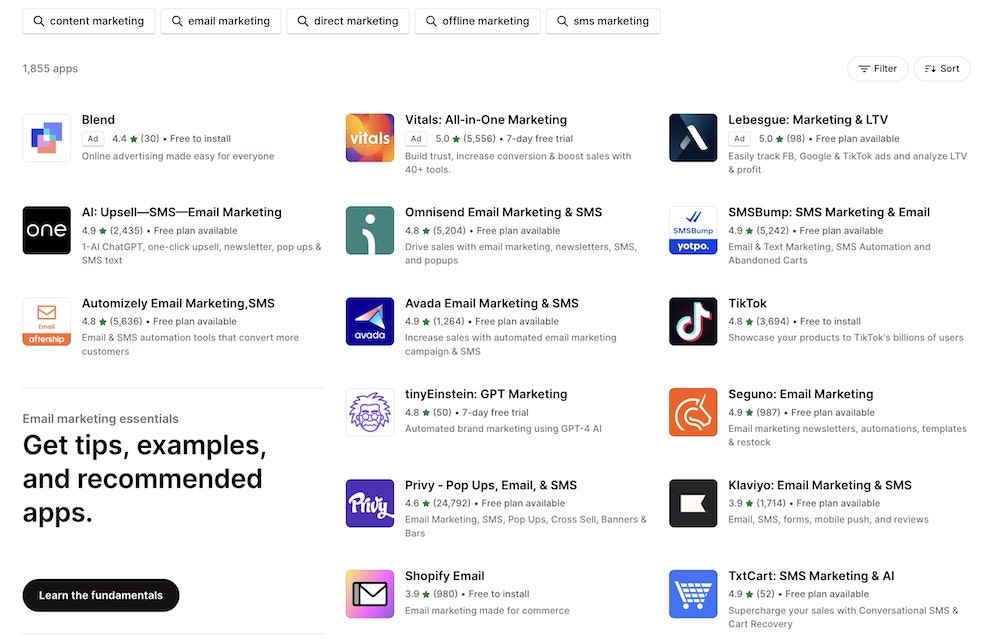 content marketing
email marketing
direct marketing
offline marketing
sms marketing
1,855 apps
Filter
Sort
Blend
Ad 4.4 ★ (30) • Free to install
Online advertising made easy for everyone
vitals
Vitals: All-in-One Marketing
Ad 5.0 ★ (5,556) • 7-day free trial
Build trust, increase conversion & boost sales with
40+ tools.
Lebesgue: Marketing & LTV
Ad 5.0 ★ (98) • Free plan available
Easily track FB, Google & TikTok ads and analyze LTV
& profit
one
AI: Upsell—SMS—Email Marketing
4.9 ★ (2,435) • Free plan available
1-AI ChatGPT, one-click upsell, newsletter, pop ups &
SMS text
Omnisend Email Marketing & SMS
4.8 ★ (5,204) • Free plan available
Drive sales with email marketing, newsletters, SMS,
and popups
SMSBump
yotpo.
SMSBump: SMS Marketing & Email
4.9 ★ (5,242) • Free plan available
Email & Text Marketing, SMS Automation and
Abandoned Carts
Email
aftership
Automizely Email Marketing,SMS
4.8 ★ (5,636) • Free plan available
Email & SMS automation tools that convert more
customers
avada
Avada Email Marketing & SMS
4.9 ★ (1,264) • Free plan available
Increase sales with automated email marketing
campaign & SMS
TikTok
4.8 ★ (3,694) • Free to install
Showcase your products to TikTok's billions of users
Email marketing essentials
Get tips, examples,
and recommended
apps.
Learn the fundamentals
tinyEinstein: GPT Marketing
4.8 ★ (50) • 7-day free trial
Automated brand marketing using GPT-4 AI
Seguno: Email Marketing
4.9 ★ (987) • Free plan available
Email marketing newsletters, automations, templates
& restock
Privy
Privy - Pop Ups, Email, & SMS
4.6 ★ (24,792) • Free plan available
Email Marketing, SMS, Pop Ups, Cross Sell, Banners &
Bars
Klaviyo: Email Marketing & SMS
3.9 ★ (1,714) • Free plan available
Email, SMS, forms, mobile push, and reviews
Shopify Email
3.9 ★ (980) • Free to install
Email marketing made for commerce
TxtCart: SMS Marketing & AI
4.9 ★ (52) • Free plan available
Supercharge your sales with Conversational SMS &
Cart Recovery